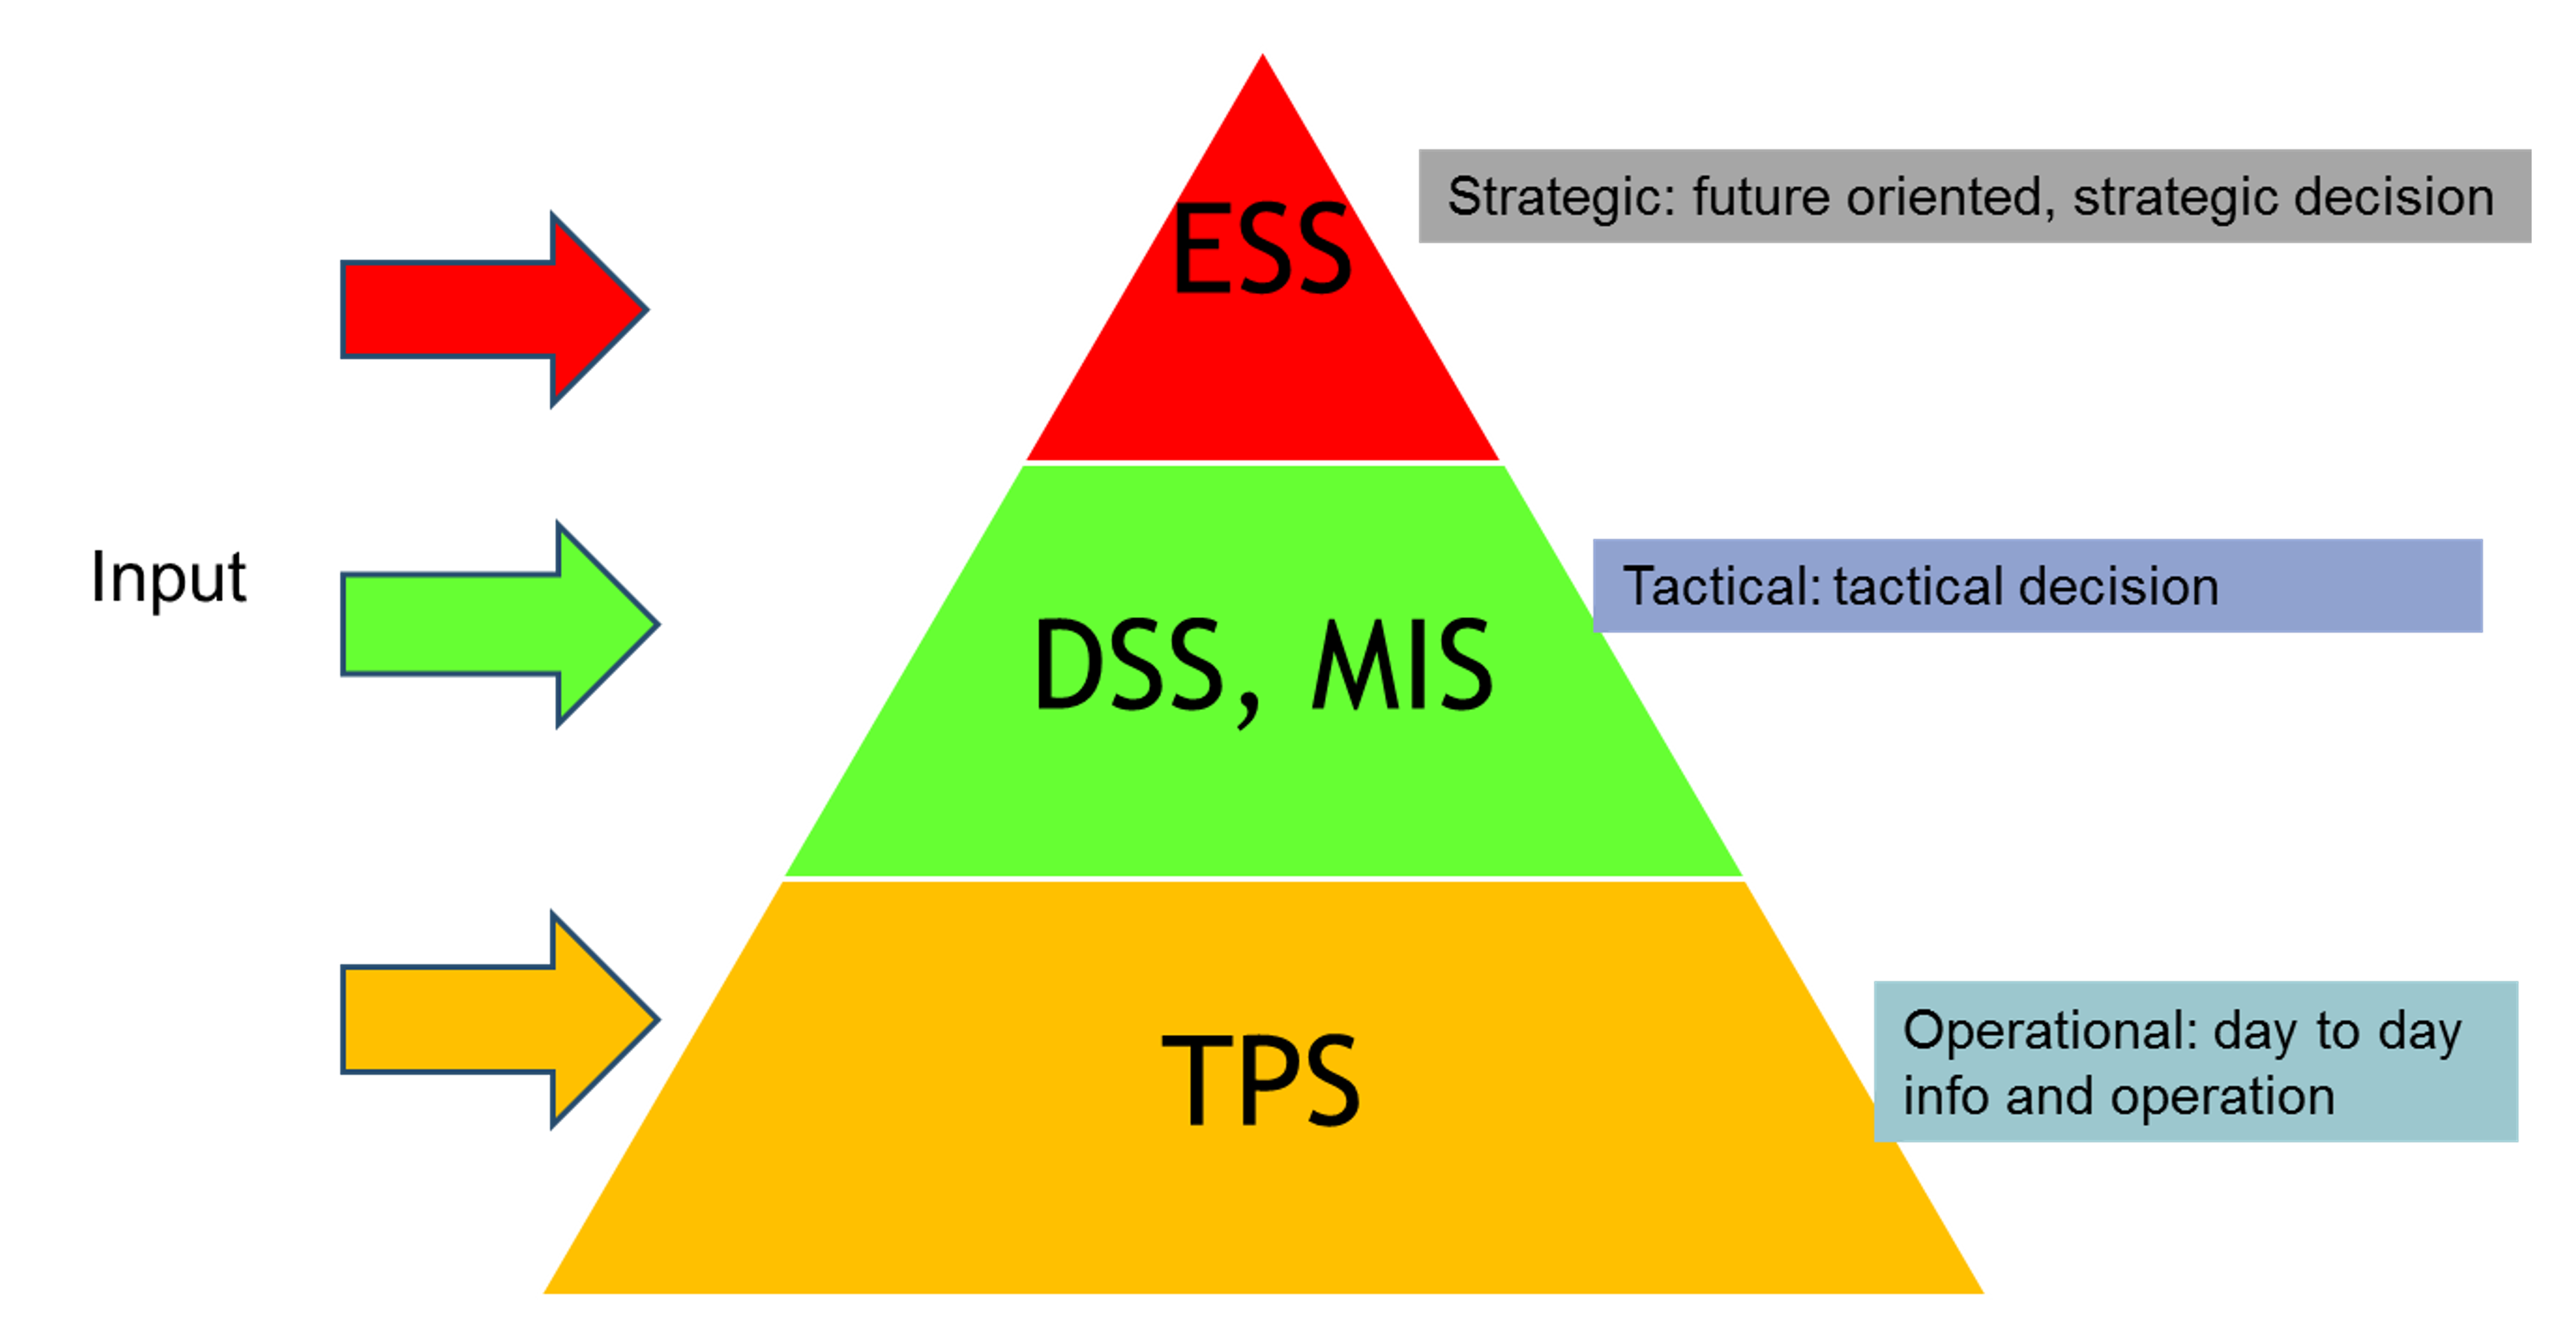 ESS
Strategic: future oriented, strategic decision
Input
DSS, MIS
Tactical: tactical decision
TPS
Operational: day to day
info and operation